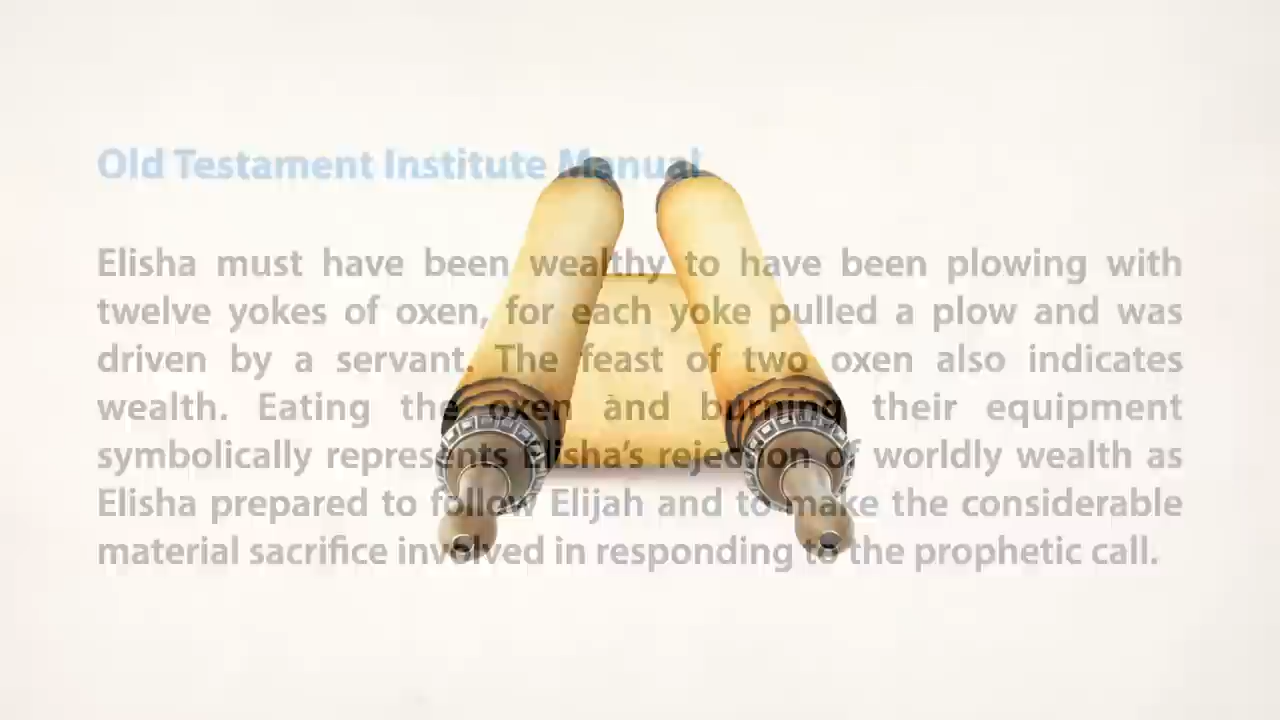 Old Testament Institute Manual
Elisha must have been wealthy to have been plowing with
twelve yokes of oxen, for each yoke pulled a plow and was
driven by a servant. The feast of two oxen also indicates
wealth. Eating the oxen and burning their equipment
symbolically represents Elisha’s rejection of worldly wealth as
Elisha prepared to follow Elijah and to make the considerable
material sacrifice involved in responding to the prophetic call.